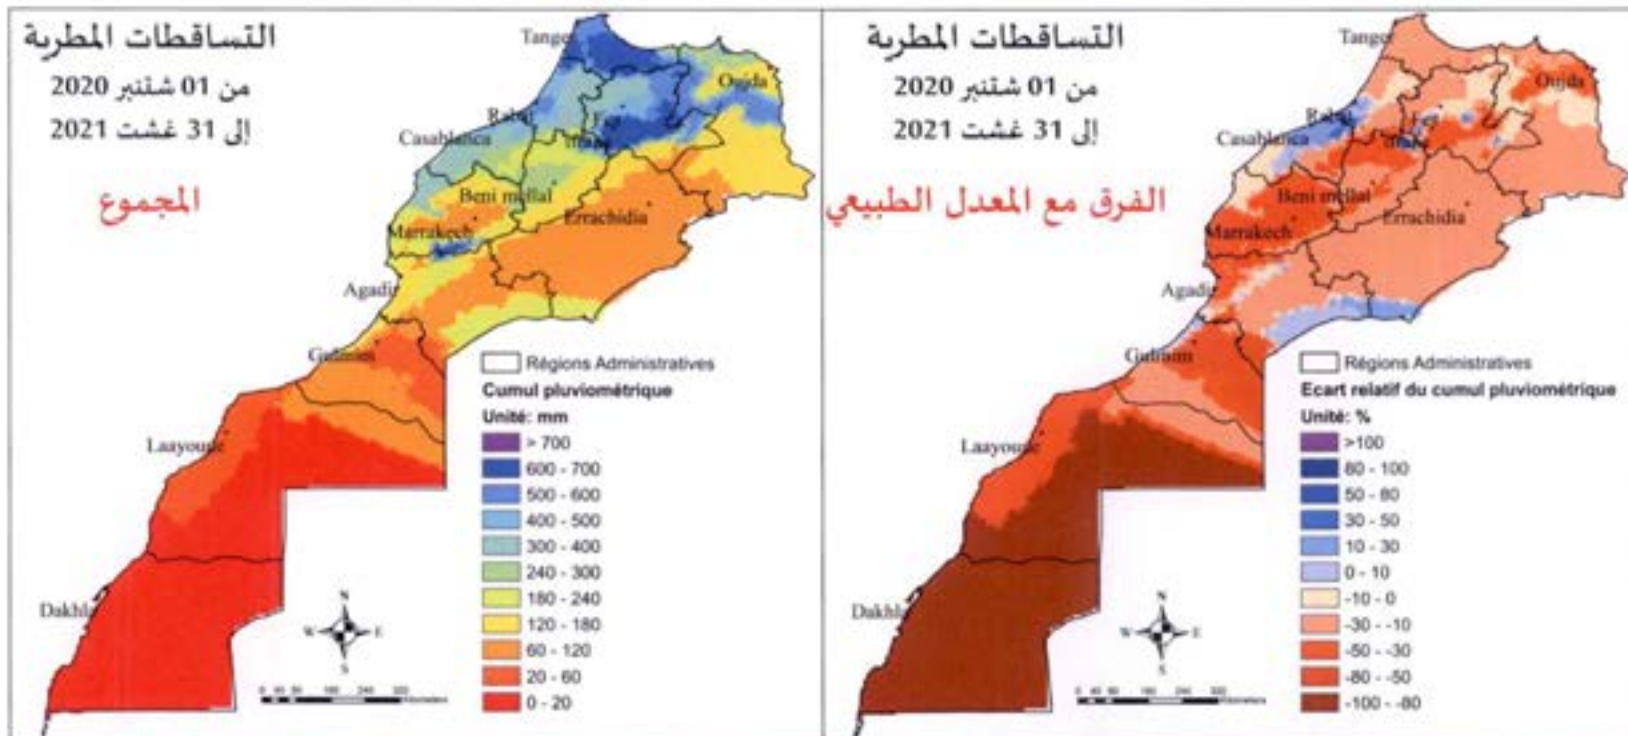 التساقطات المطرية
من 01 شتنبر 2020
إلى 31 غشت 2021
المجموع
Tanger
Oujda
Rabat
Fes
Casablanca
Beni mellal
Errachidia
Marrakech
Agadir
Gulmim
Laayoune
Dakhla
Régions Administratives
Cumul pluviométrique
Unité: mm
> 700
600 - 700
500 - 600
400 - 500
300 - 400
240 - 300
180 - 240
120 - 180
60 - 120
20 - 60
0 - 20
N
W E
S
التساقطات المطرية
من 01 شتنبر 2020
إلى 31 غشت 2021
الفرق مع المعدل الطبيعي
Tanger
Oujda
Rabat
Fes
Casablanca
Beni mellal
Errachidia
Marrakech
Agadir
Gulmim
Laayoune
Dakhla
Régions Administratives
Ecart relatif du cumul pluviométrique
Unité: %
>100
80 - 100
50 - 80
30 - 50
10 - 30
0 - 10
-10 - 0
-30 - -10
-50 - -30
-80 - -50
-100 - -80
N
W E
S